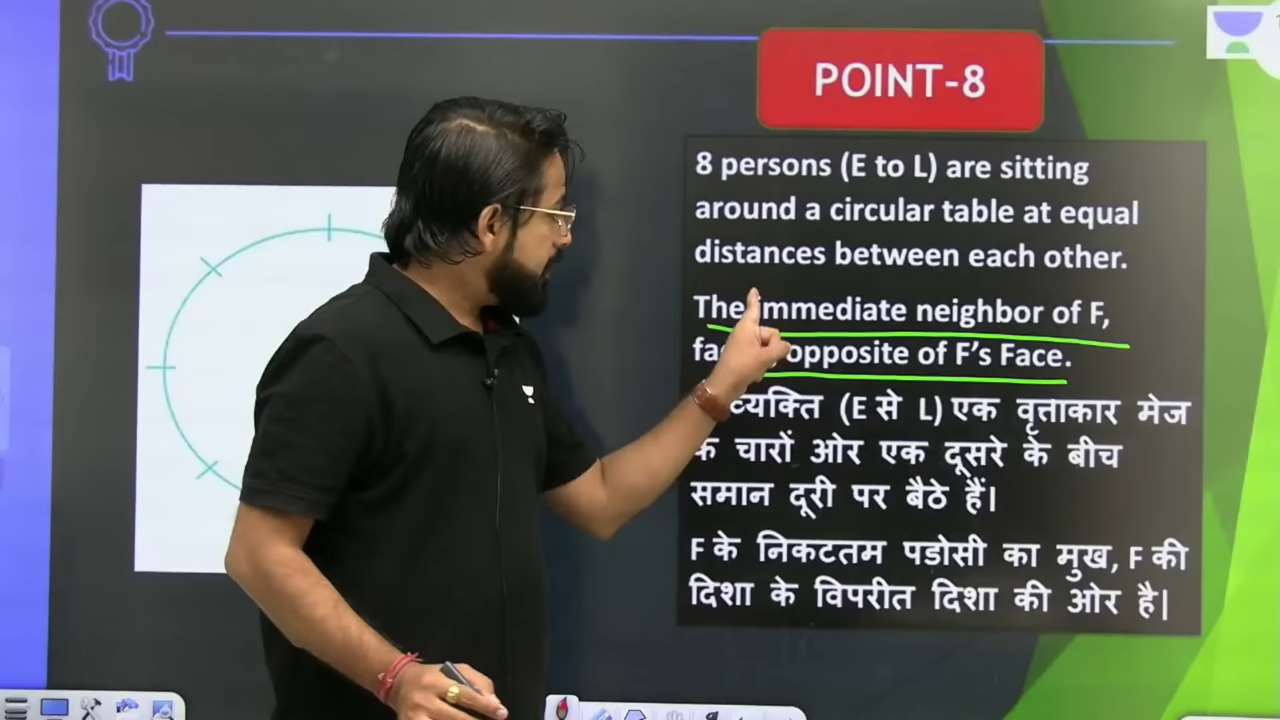 POINT-8
8 persons (E to L) are sitting
around a circular table at equal
distances between each other.
The immediate neighbor of F,
opposite of F's Face.
व्यक्ति (E से L) एक वृत्ताकार मेज
के चारों ओर एक दूसरे के बीच
समान दूरी पर बैठे हैं।
F के निकटतम पडोसी का मुख, F की
दिशा के विपरीत दिशा की ओर है।